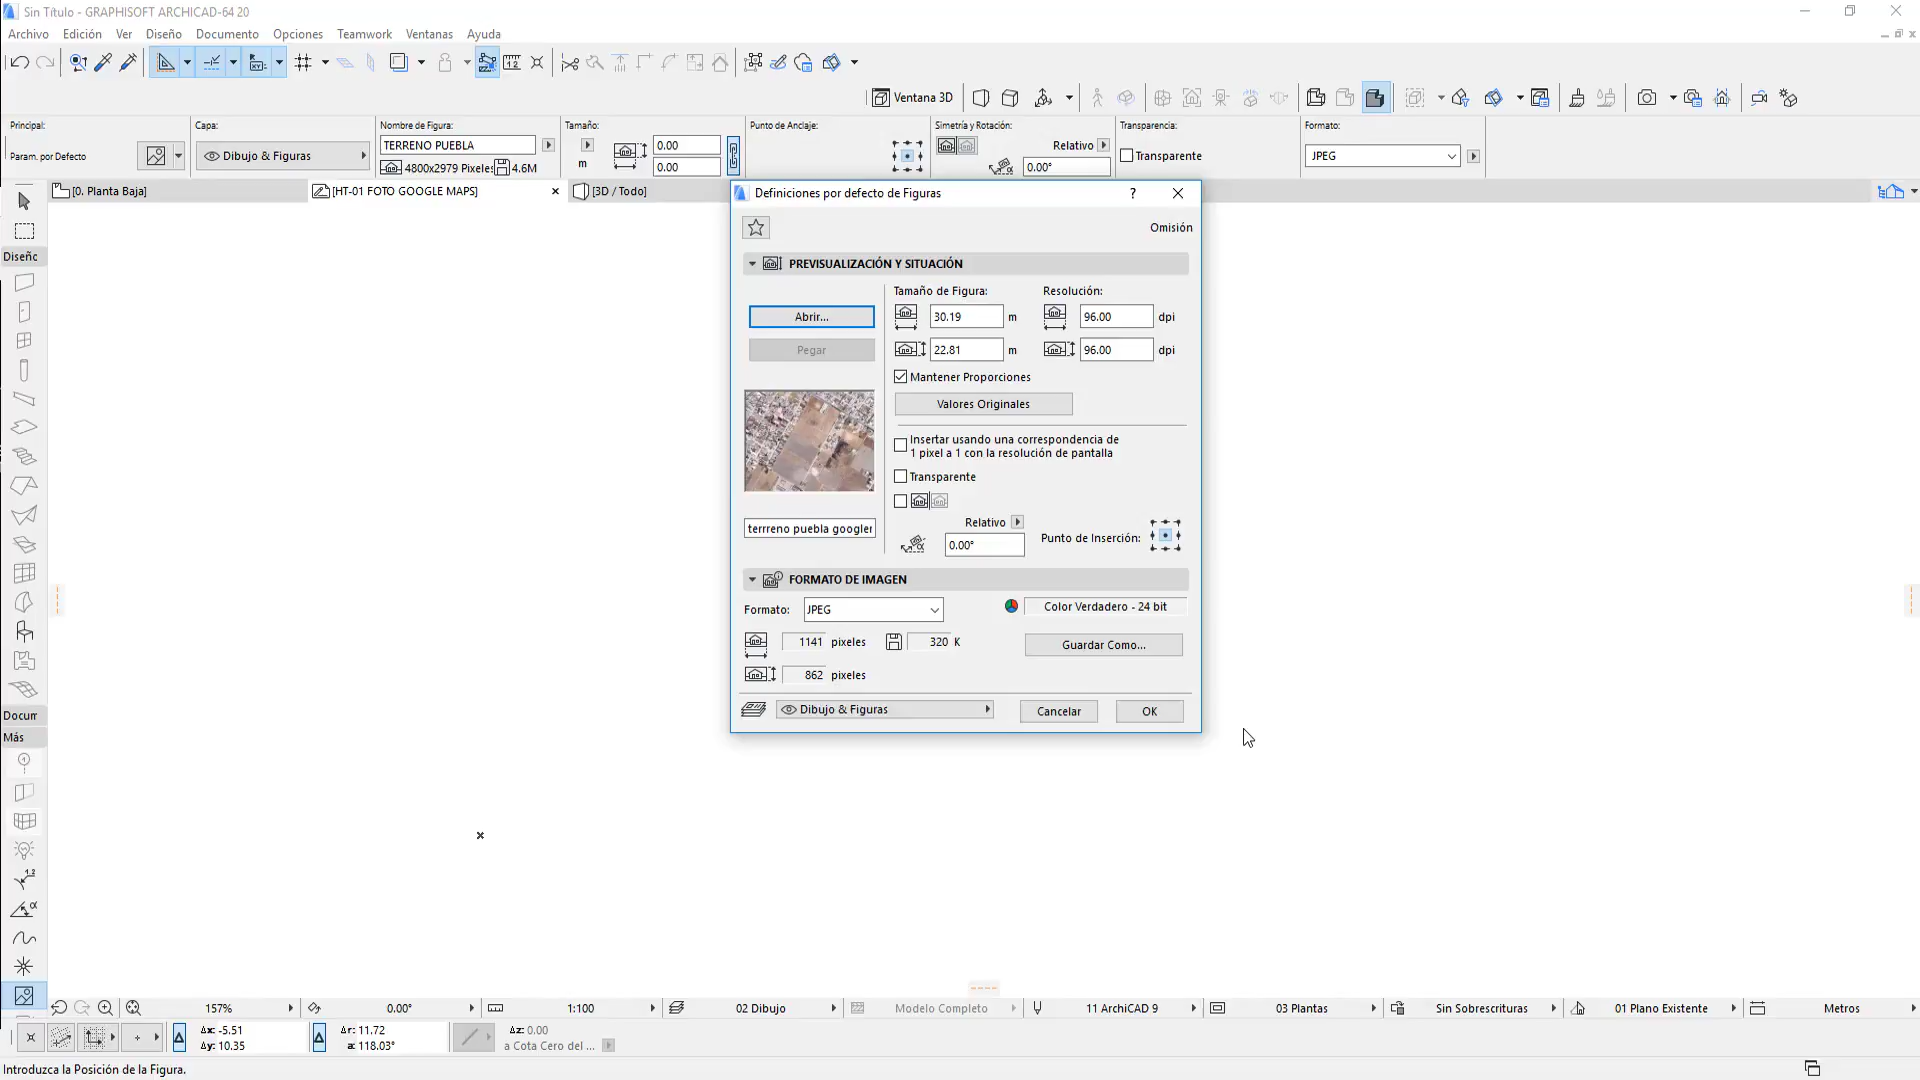 Sin Título - GRAPHISOFT ARCHICAD-64 20
Archivo Edición Ver Diseño Documento Opciones Teamwork Ventanas Ayuda
Ventana 3D
Principal: Capa: Nombre de Figura: Tamaño: Punto de Anclaje: Simetría y Rotación: Transparencia: Formato:
TERRENO PUEBLA 0.00 Relativo
Param. por Defecto Dibujo & Figuras m Transparente JPEG
4800x2979 Pixeles 4.6M 0.00 0.00°
[0. Planta Baja] [HT-01 FOTO GOOGLE MAPS] [3D / Todo]
Definiciones por defecto de Figuras ?
Omisión
Diseñc
PREVISUALIZACIÓN Y SITUACIÓN
Tamaño de Figura: Resolución:
Abrir... 30.19 m 96.00 dpi
Pegar 22.81 m 96.00 dpi
Mantener Proporciones
Valores Originales
Insertar usando una correspondencia de
1 pixel a 1 con la resolución de pantalla
Transparente
Relativo
terrreno puebla googler
Punto de Inserción:
0.00°
FORMATO DE IMAGEN
Formato: JPEG Color Verdadero - 24 bit
1141 pixeles 320 K Guardar Como...
862 pixeles
Dibujo & Figuras Cancelar OK
Docum
Más
157% 0.00° 1:100 02 Dibujo Modelo Completo 11 ArchiCAD 9 03 Plantas Sin Sobrescrituras 01 Plano Existente Metros
Δx: -5.51 Δr: 11.72 Δz: 0.00
Δy: 10.35 a: 118.03° a Cota Cero del ...
Introduzca la Posición de la Figura.